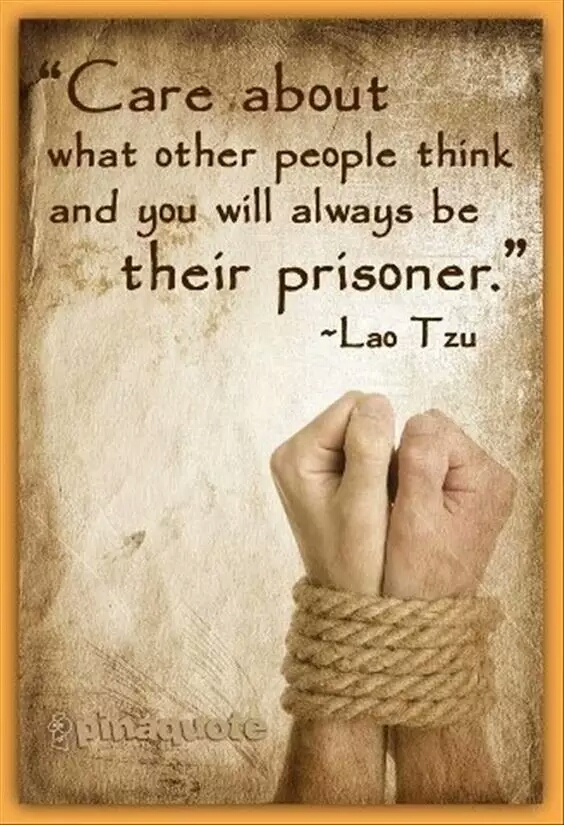 “Care about
what other people think
and you will always be
their prisoner.”
~Lao Tzu
pinaquote